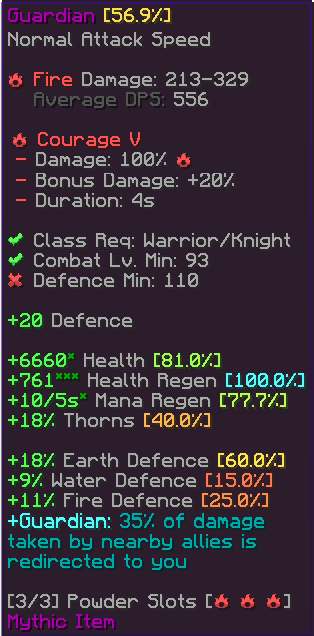 Guardian [56.9%]
Normal Attack Speed
Fire Damage: 213-329
Average DPS: 556
Courage V
- Damage: 100%
- Bonus Damage: +20%
- Duration: 4s
✔ Class Req: Warrior/Knight
✔ Combat Lv. Min: 93
✖ Defence Min: 110
+20 Defence
+6660* Health [81.0%]
+761*** Health Regen [100.0%]
+10/5s* Mana Regen [77.7%]
+18% Thorns [40.0%]
+18% Earth Defence [60.0%]
+9% Water Defence [15.0%]
+11% Fire Defence [25.0%]
+Guardian: 35% of damage
taken by nearby allies is
redirected to you
[3/3] Powder Slots [ ]
Mythic Item